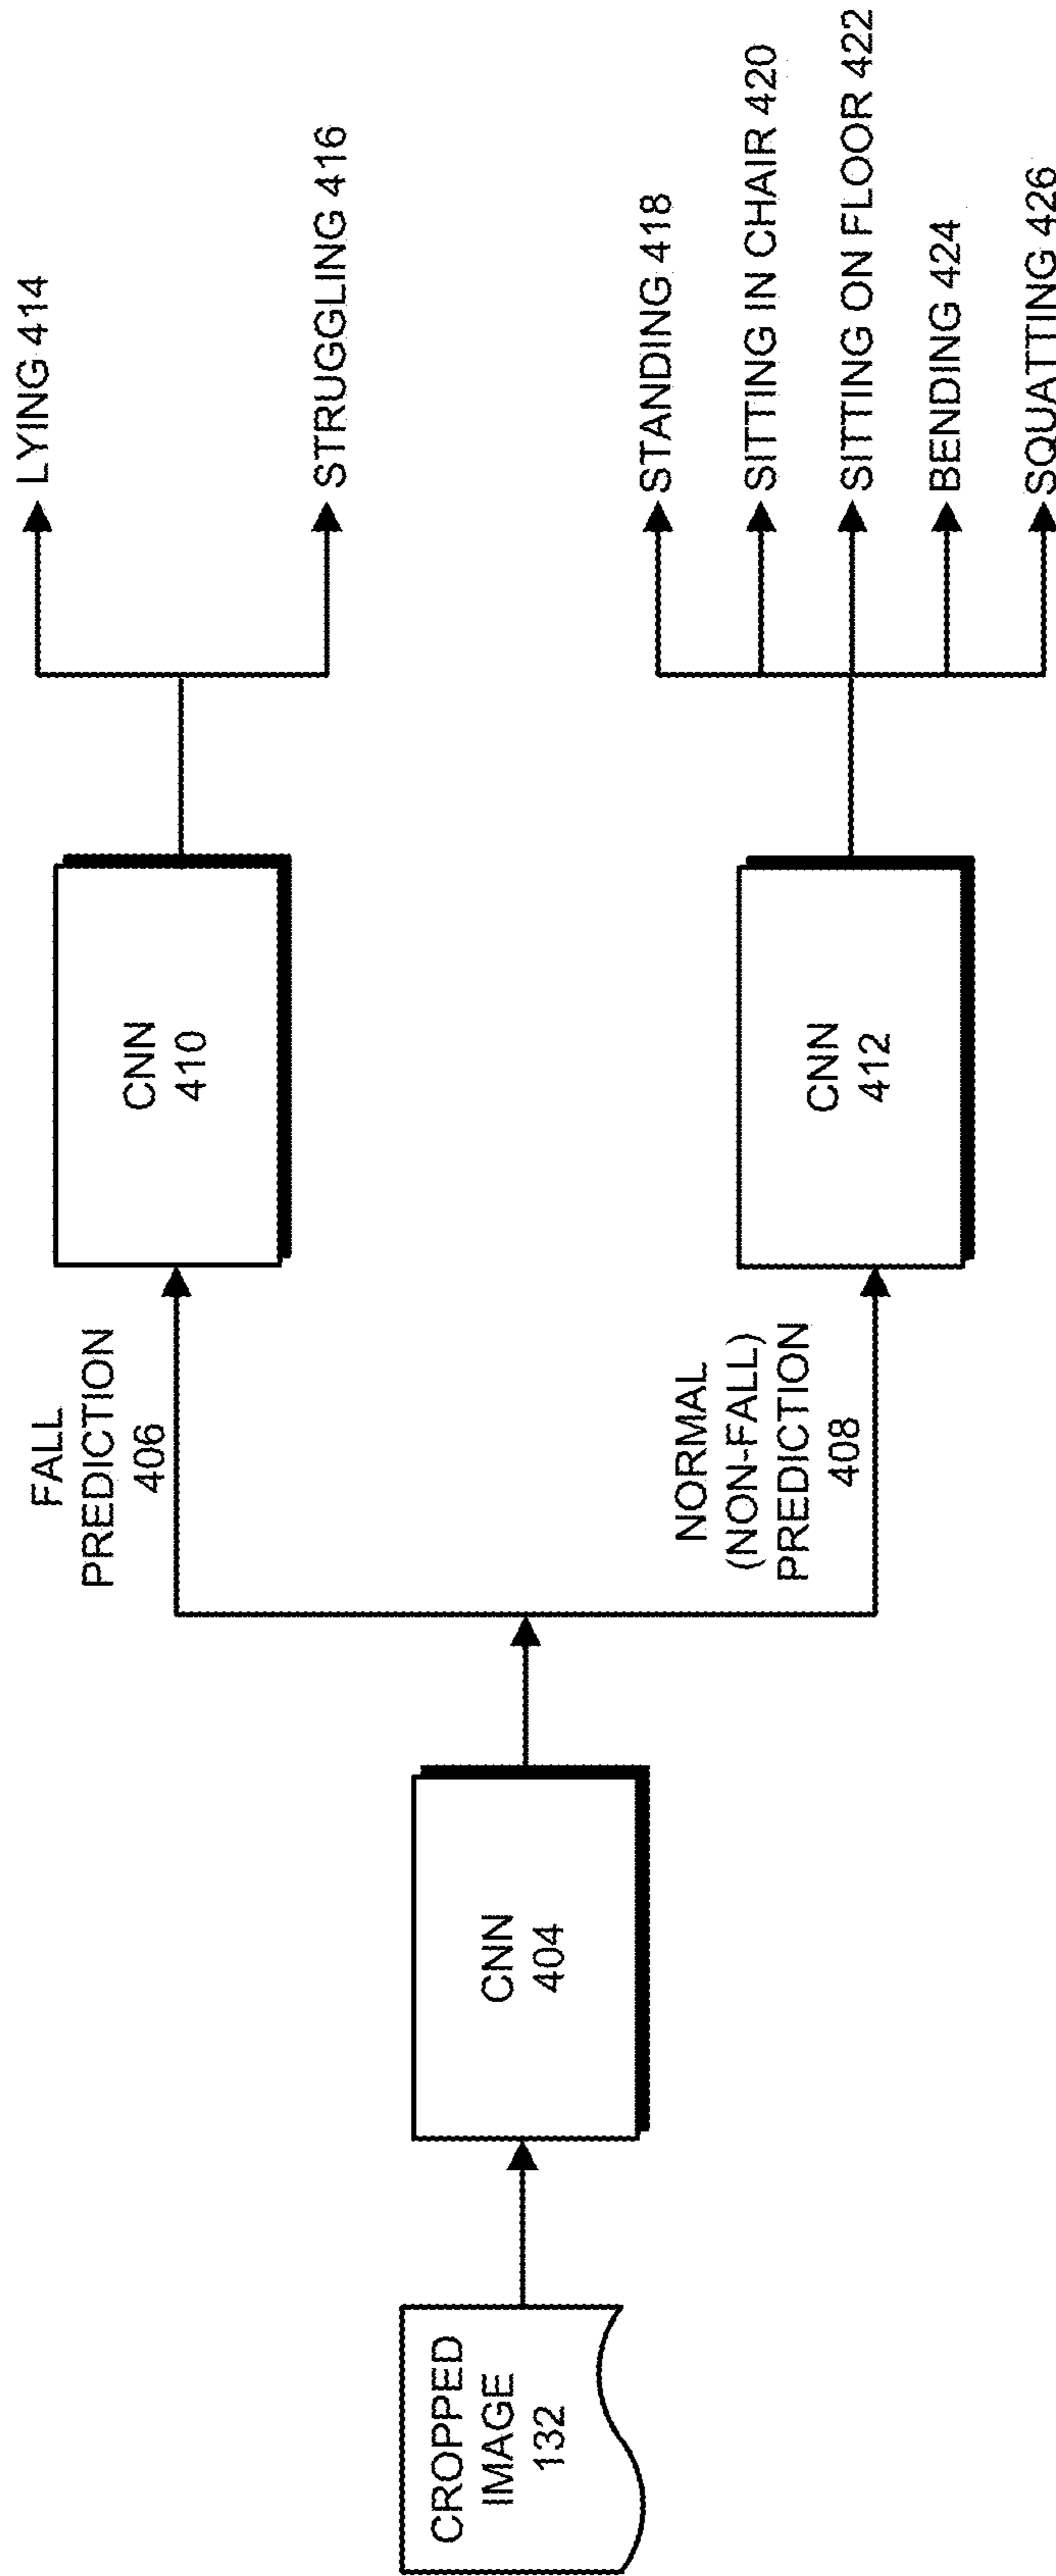 CROPPED
IMAGE
132
CNN
404
FALL
PREDICTION
406
NORMAL
(NON-FALL)
PREDICTION
408
CNN
410
CNN
412
LYING 414
STRUGGLING 416
STANDING 418
SITTING IN CHAIR 420
SITTING ON FLOOR 422
BENDING 424
SQUATTING 426